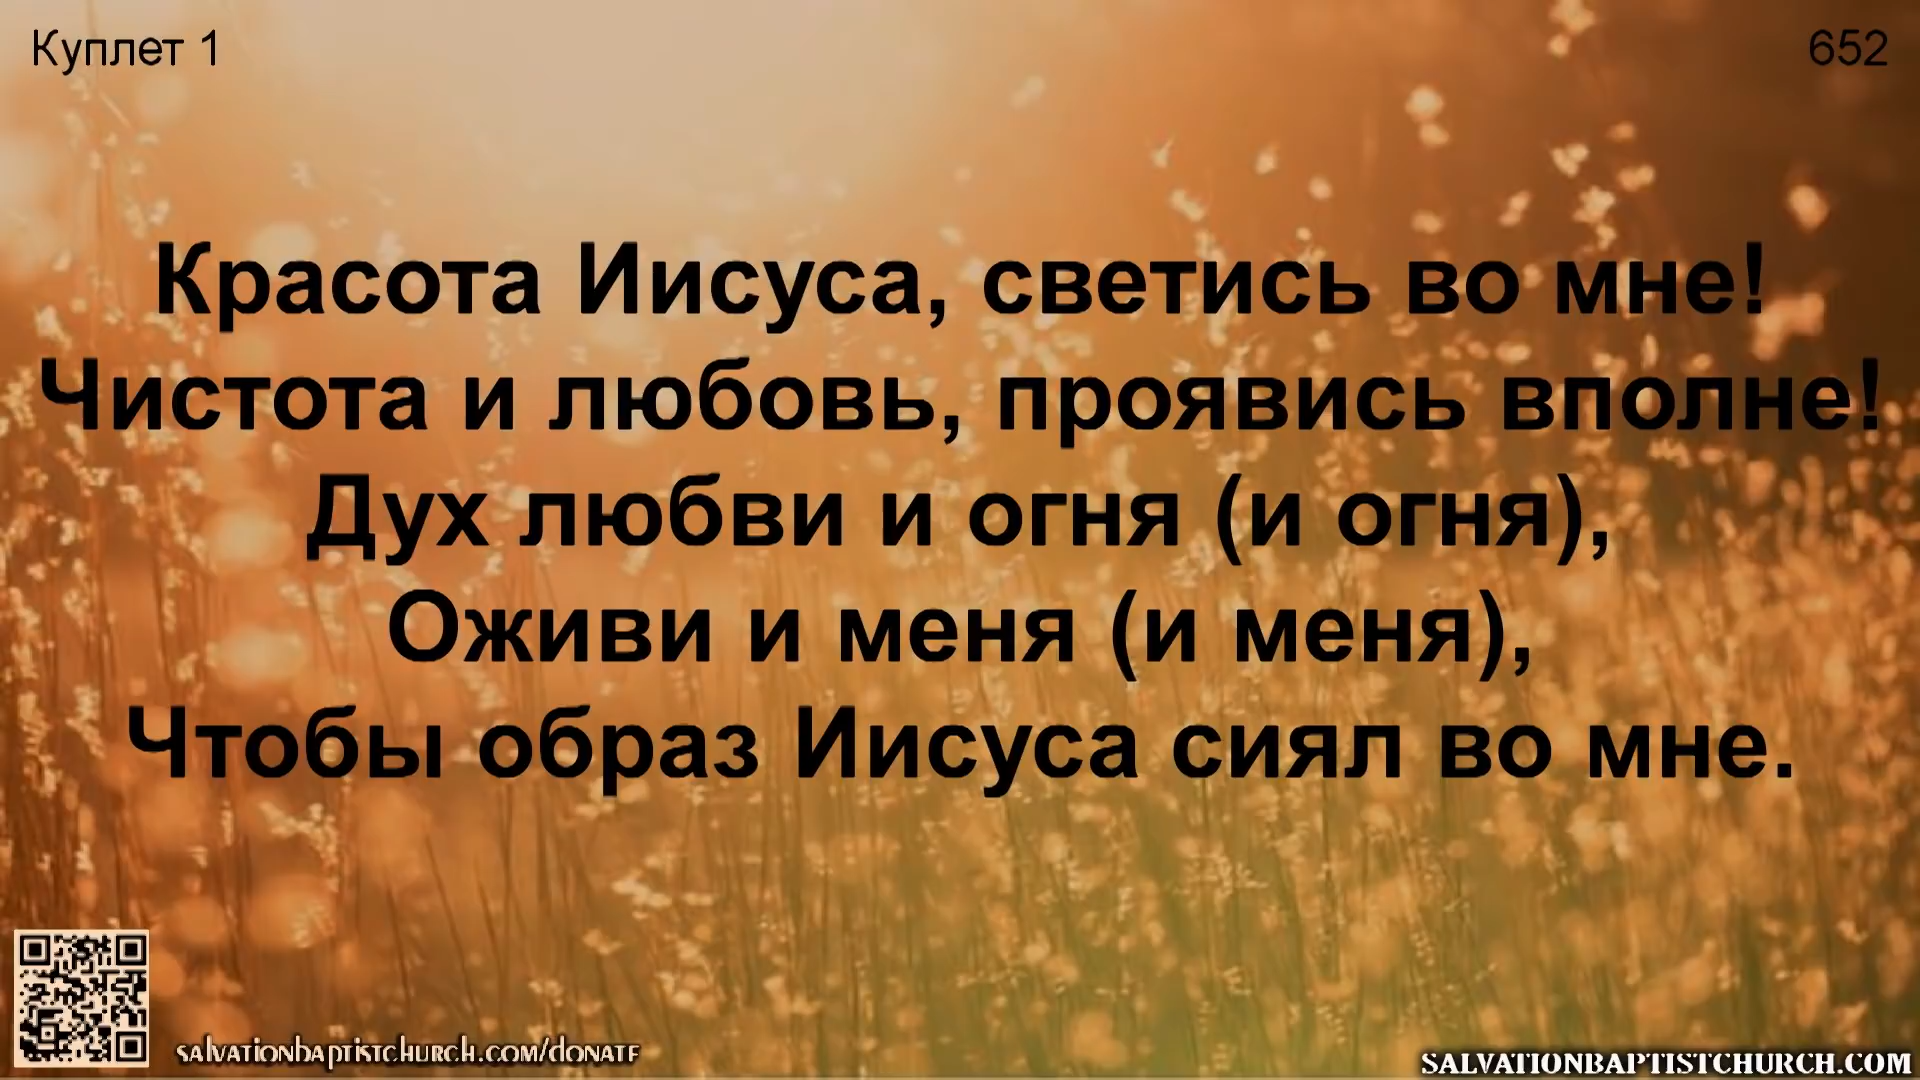 Куплет 1
652
Красота Иисуса, светись во мне!
Чистота и любовь, проявись вполне!
Дух любви и огня (и огня),
Оживи и меня (и меня),
Чтобы образ Иисуса сиял во мне.
salvationbaptistchurch.com/donate
SALVATIONBAPTISTCHURCH.COM